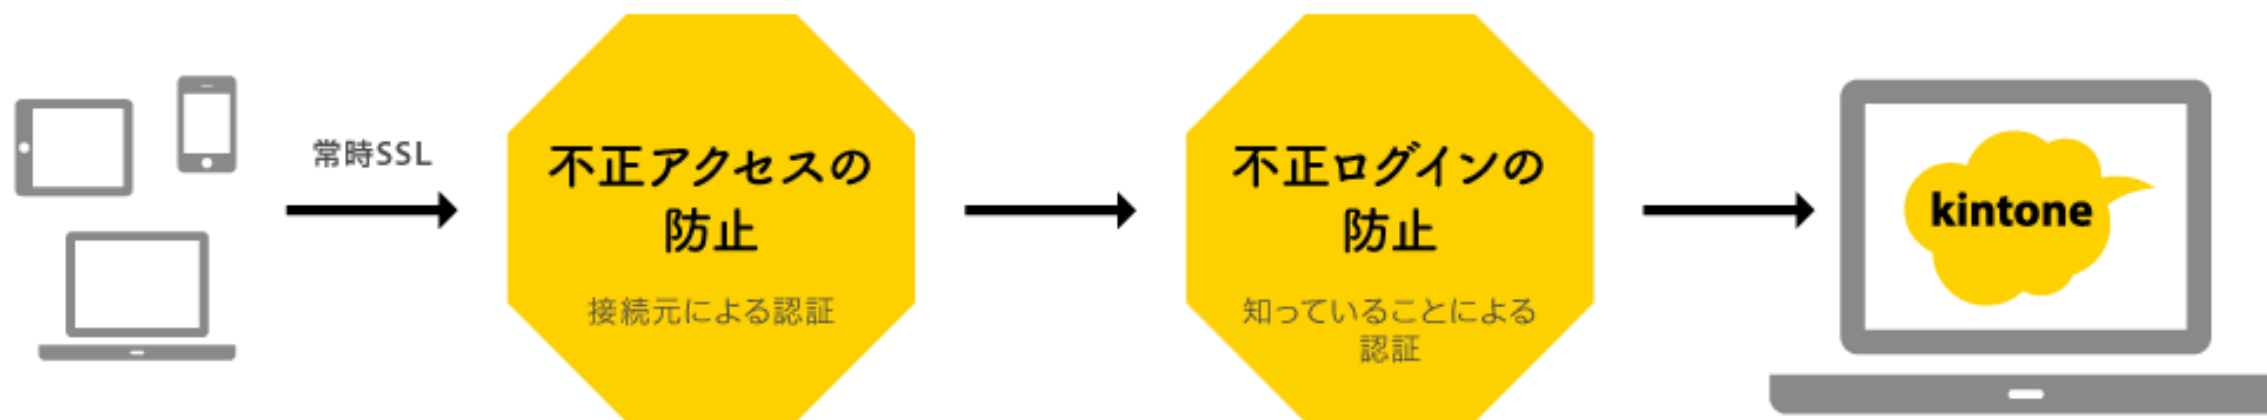 常時SSL
不正アクセスの
防止
接続元による認証
不正ログインの
防止
知っていることによる
認証
kintone